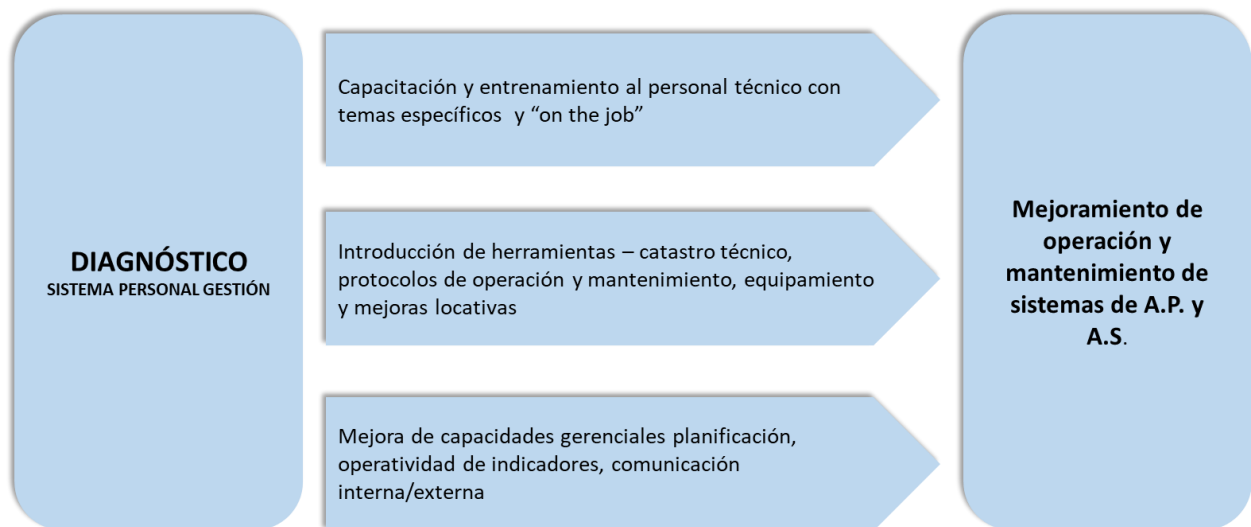 DIAGNÓSTICO
SISTEMA PERSONAL GESTIÓN
Capacitación y entrenamiento al personal técnico con
temas específicos y “on the job”
Introducción de herramientas – catastro técnico,
protocolos de operación y mantenimiento, equipamiento
y mejoras locativas
Mejora de capacidades gerenciales planificación,
operatividad de indicadores, comunicación
interna/externa
Mejoramiento de
operación y
mantenimiento de
sistemas de A.P. y
A.S.